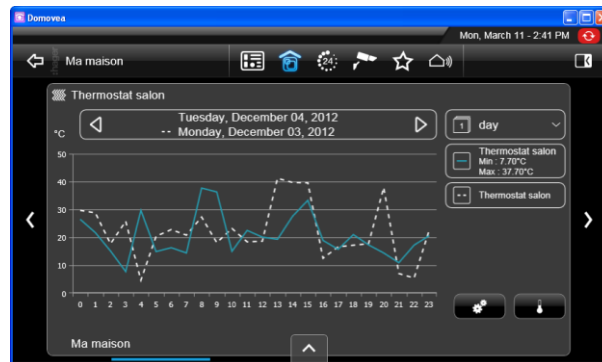 Domovea
Mon, March 11 - 2:41 PM
Ma maison
24
Thermostat salon
Tuesday, December 04, 2012
-- Monday, December 03, 2012
1 day
°C
Thermostat salon
Min : 7.70°C
Max : 37.70°C
Thermostat salon
50
40
30
20
10
0
0 1 2 3 4 5 6 7 8 9 10 11 12 13 14 15 16 17 18 19 20 21 22 23
Ma maison